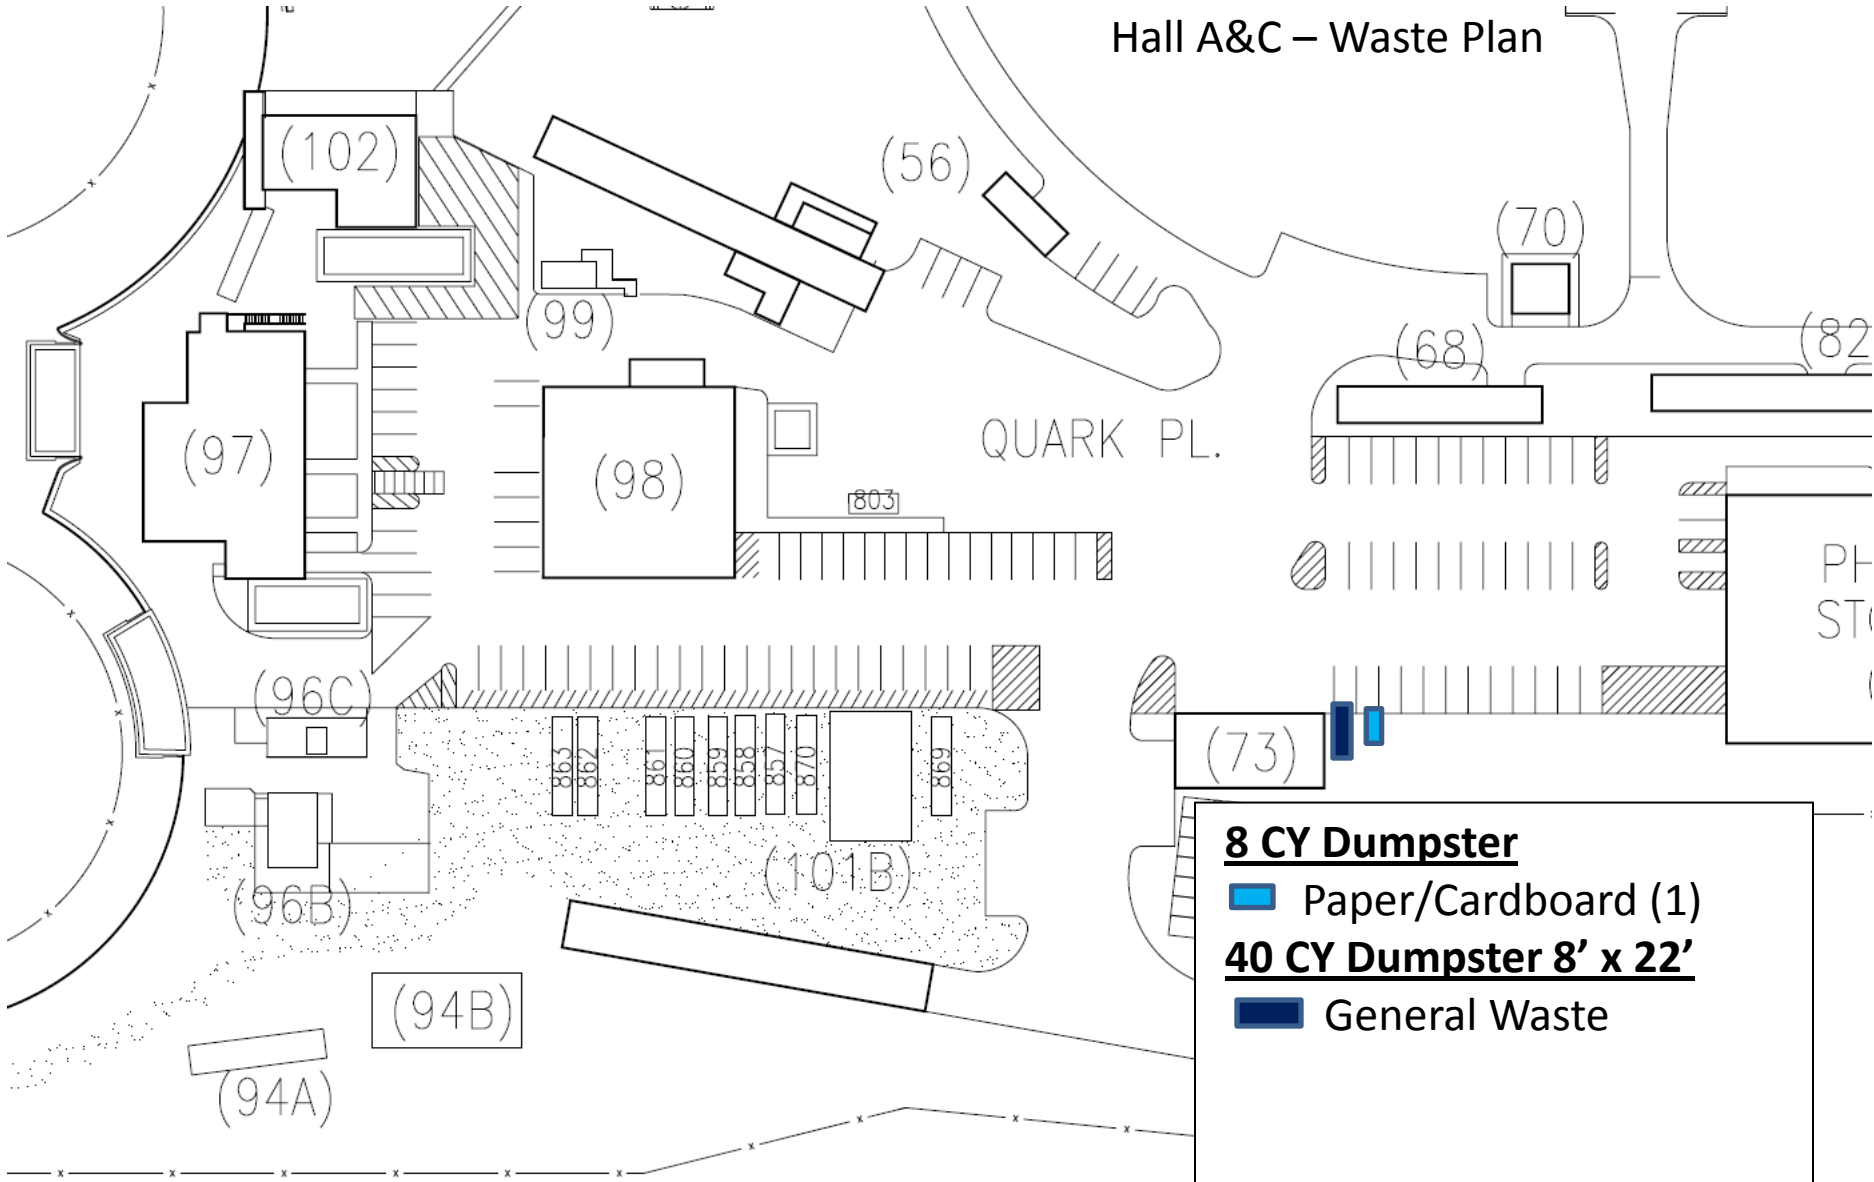 Hall A&C – Waste Plan
(102)
(56)
(70)
(99)
(68)
(82
QUARK PL.
(97)
(98)
803
PH
(96C)
(73)
863
862
861
860
859
858
857
870
869
(101B)
(96B)
(94B)
(94A)
8 CY Dumpster
Paper/Cardboard (1)
40 CY Dumpster 8’ x 22’
General Waste